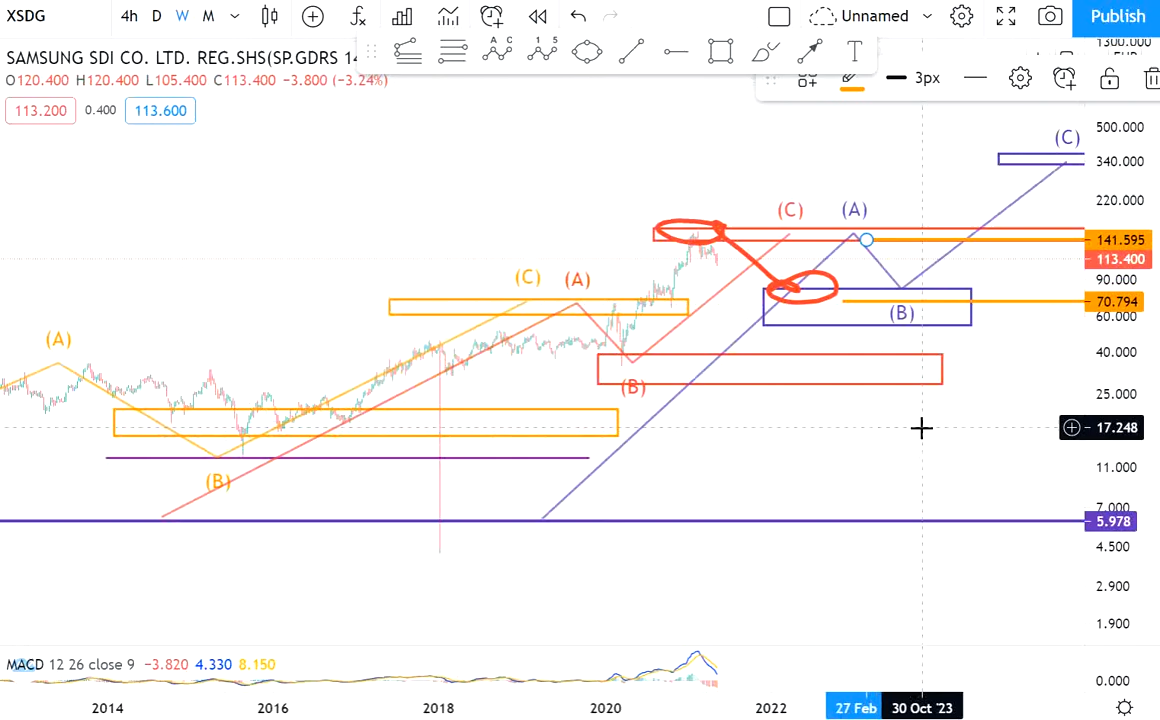 XSDG 4h D W M Unnamed Publish
SAMSUNG SDI CO. LTD. REG.SHS(SP.GDRS 14
O120.400 H120.400 L105.400 C113.400 −3.800 (−3.24%)
3px
113.200 0.400 113.600
1300.000
500.000
340.000
220.000
141.595
113.400
90.000
70.794
60.000
40.000
25.000
17.248
11.000
7.000
5.978
4.500
2.900
1.900
0.000
(C)
(C) (A)
(C) (A)
(A)
(B)
(B)
(B)
MACD 12 26 close 9 −3.820 4.330 8.150
2014 2016 2018 2020 2022 27 Feb 30 Oct '23